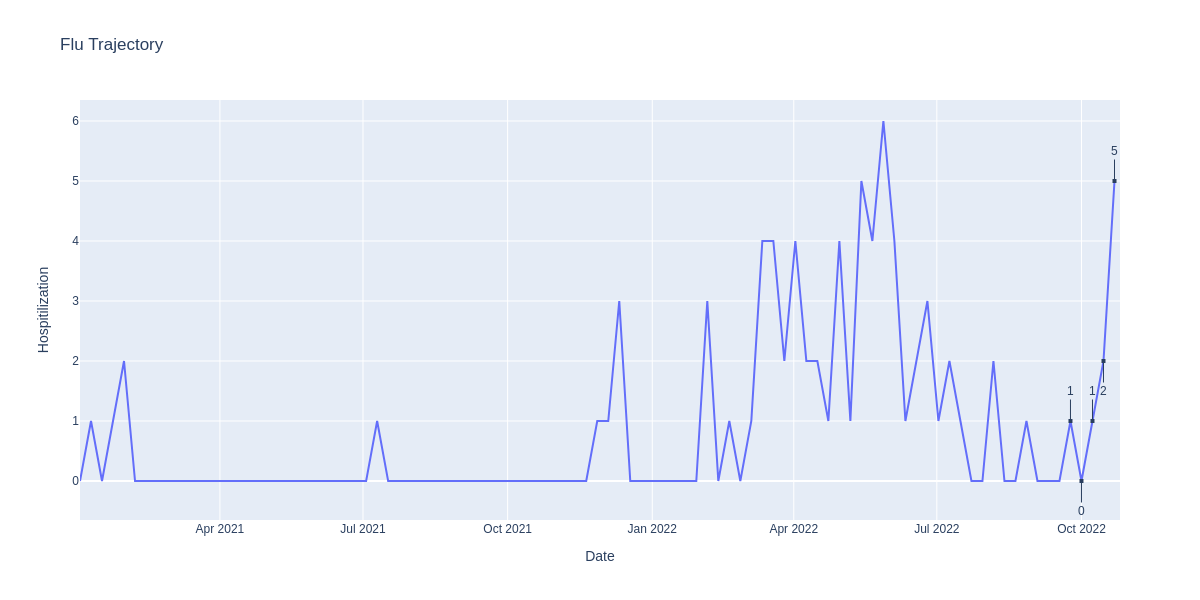 Flu Trajectory
6
5
4
3
2
1
0
Hospitilization
5
1
1
2
0
Apr 2021
Jul 2021
Oct 2021
Jan 2022
Apr 2022
Jul 2022
Oct 2022
Date